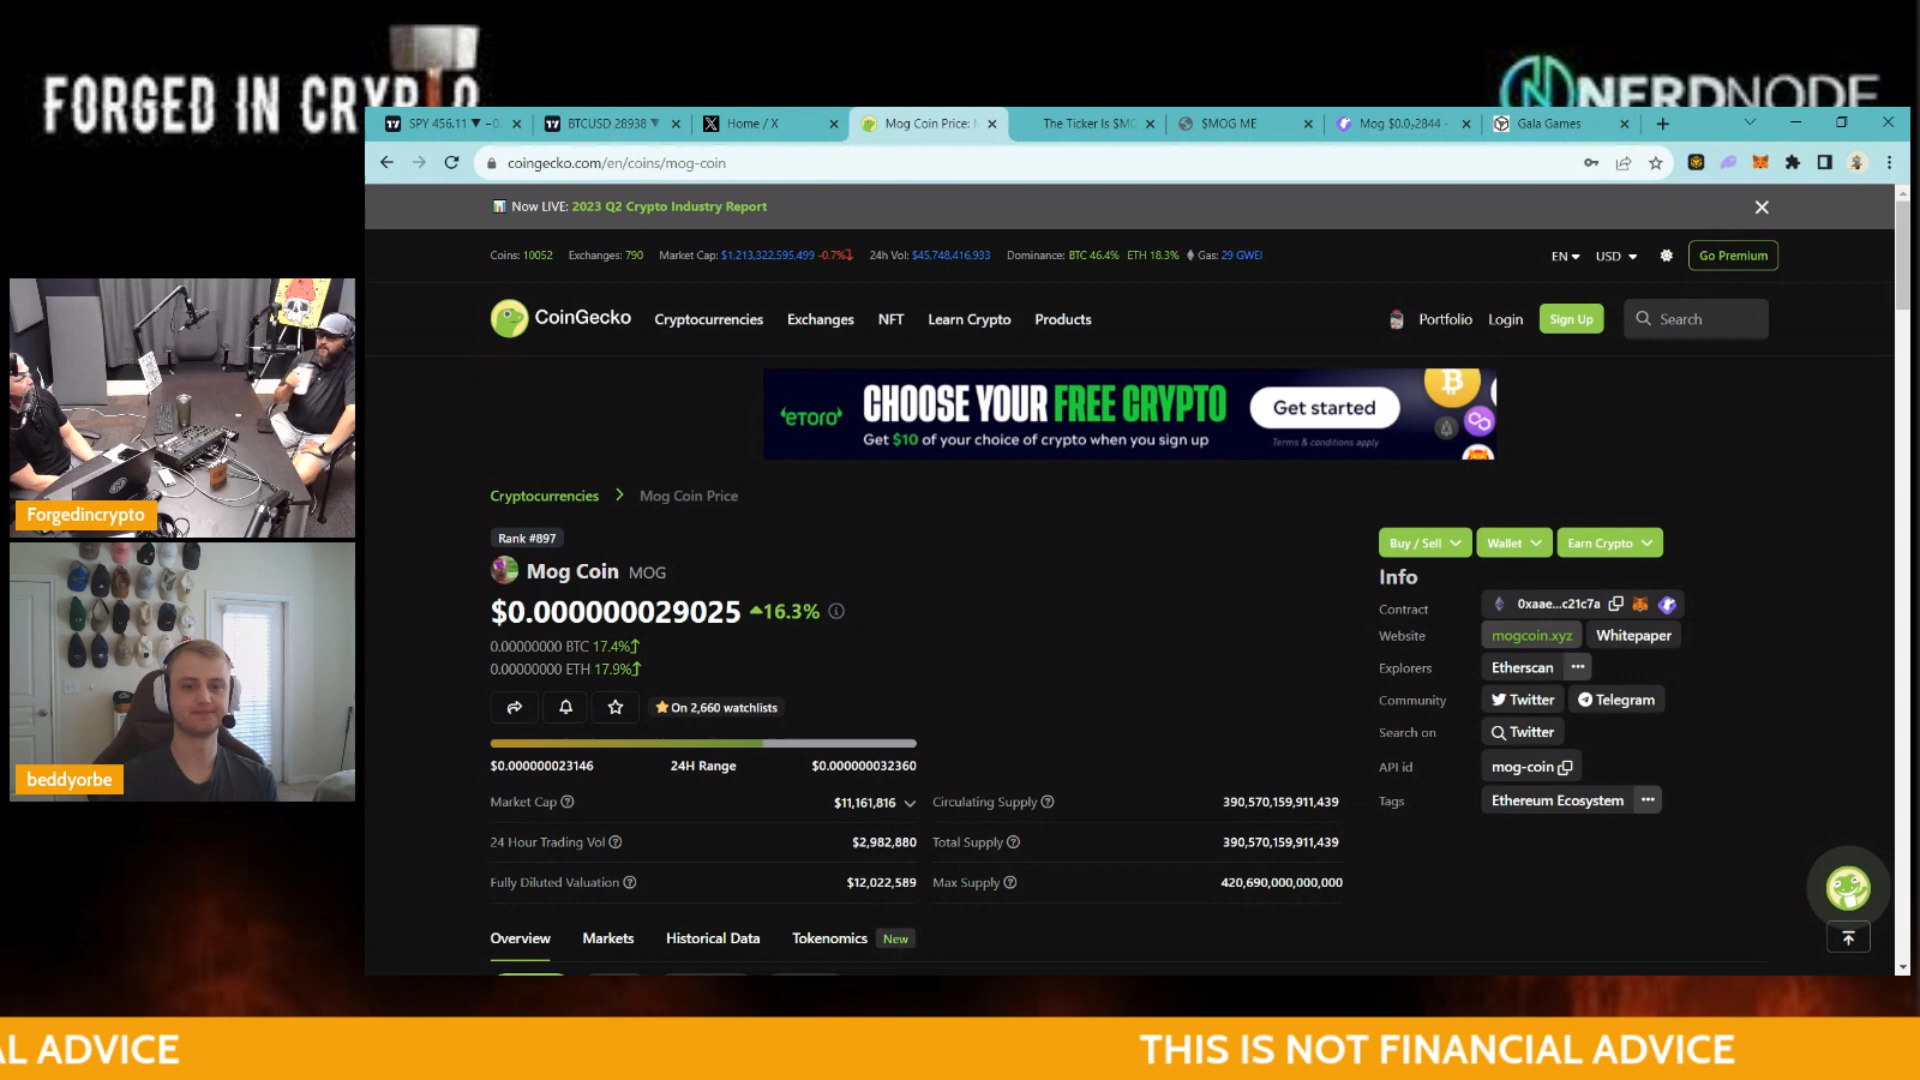 FORGED IN CRYPTO
NERDNODE
SPY 456.11 ▼ −0.
BTCUSD 28938 ▼
Home / X
Mog Coin Price:
The Ticker Is $MO
$MOG ME
Mog $0.0₇2844 -
Gala Games
coingecko.com/en/coins/mog-coin
Now LIVE: 2023 Q2 Crypto Industry Report
Coins: 10052 Exchanges: 790 Market Cap: $1,213,322,595,499 -0.7% 24h Vol: $45,748,416,933 Dominance: BTC 46.4% ETH 18.3% Gas: 29 GWEI
EN USD Go Premium
CoinGecko Cryptocurrencies Exchanges NFT Learn Crypto Products
Portfolio Login Sign Up Search
eToro CHOOSE YOUR FREE CRYPTO
Get $10 of your choice of crypto when you sign up
Get started
Terms & conditions apply
Cryptocurrencies > Mog Coin Price
Rank #897
Mog Coin MOG
$0.000000029025 16.3%
0.00000000 BTC 17.4%
0.00000000 ETH 17.9%
On 2,660 watchlists
$0.000000023146 24H Range $0.000000032360
Market Cap $11,161,816
24 Hour Trading Vol $2,982,880
Fully Diluted Valuation $12,022,589
Circulating Supply 390,570,159,911,439
Total Supply 390,570,159,911,439
Max Supply 420,690,000,000,000
Overview Markets Historical Data Tokenomics New
Buy / Sell Wallet Earn Crypto
Info
Contract 0xaae...c21c7a
Website mogcoin.xyz Whitepaper
Explorers Etherscan
Community Twitter Telegram
Search on Twitter
API id mog-coin
Tags Ethereum Ecosystem
Forgedincrypto
beddyorbe
AL ADVICE
THIS IS NOT FINANCIAL ADVICE